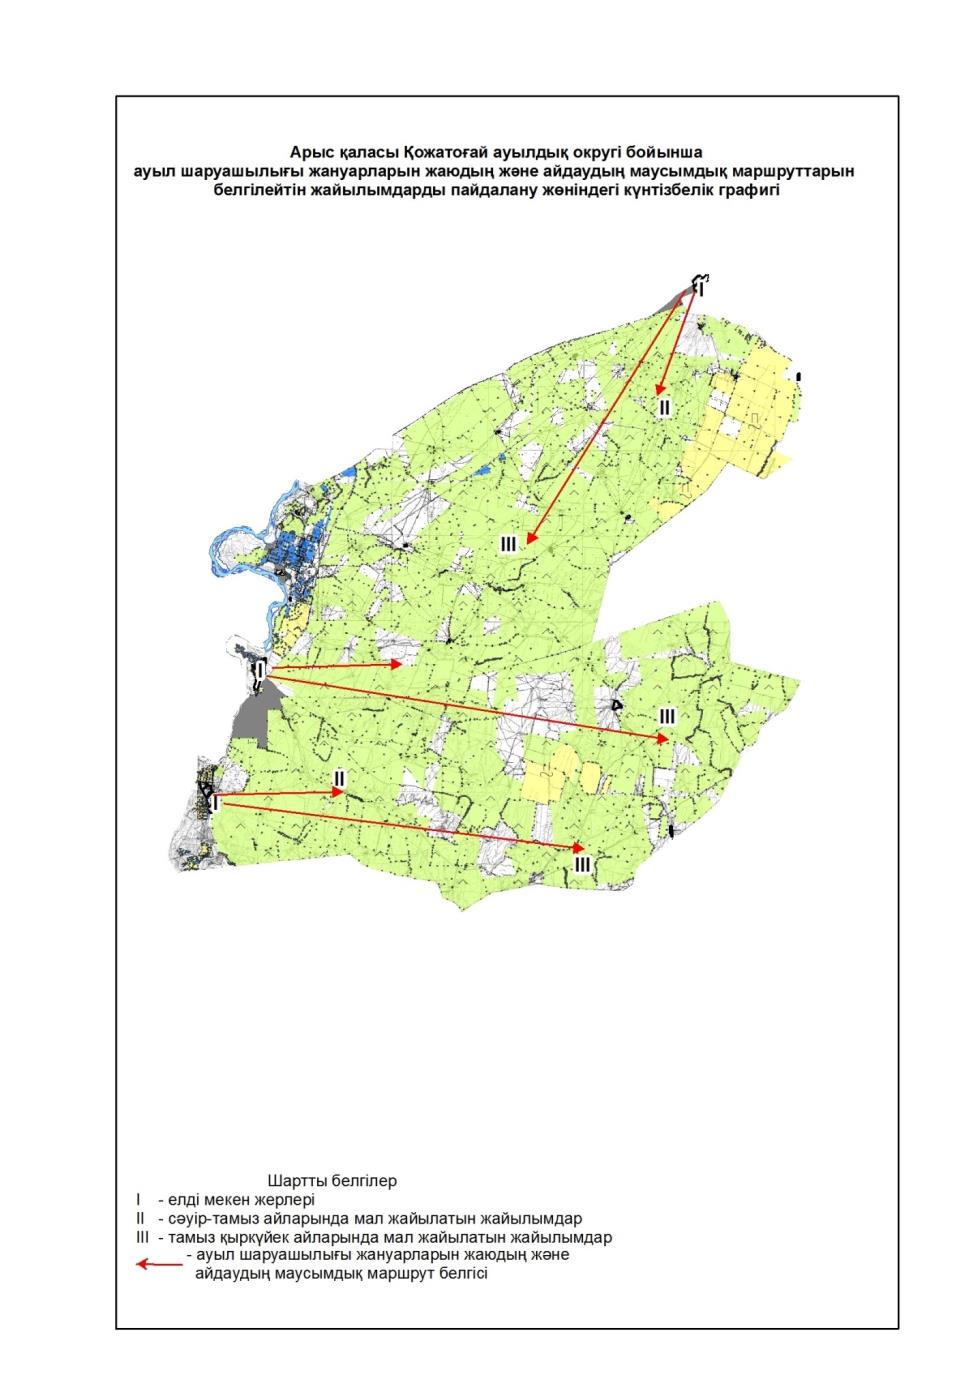 Арыс қаласы Қожатоғай ауылдық округі бойынша
ауыл шаруашылығы жануарларын жаюдың және айдаудың маусымдық маршруттарын
белгілейтін жайылымдарды пайдалану жөніндегі күнтізбелік графигі
I
II
III
I
III
II
I
III
Шартты белгілер
I - елді мекен жерлері
II - сәуір-тамыз айларында мал жайылатын жайылымдар
III - тамыз қыркүйек айларында мал жайылатын жайылымдар
- ауыл шаруашылығы жануарларын жаюдың және
айдаудың маусымдық маршрут белгісі